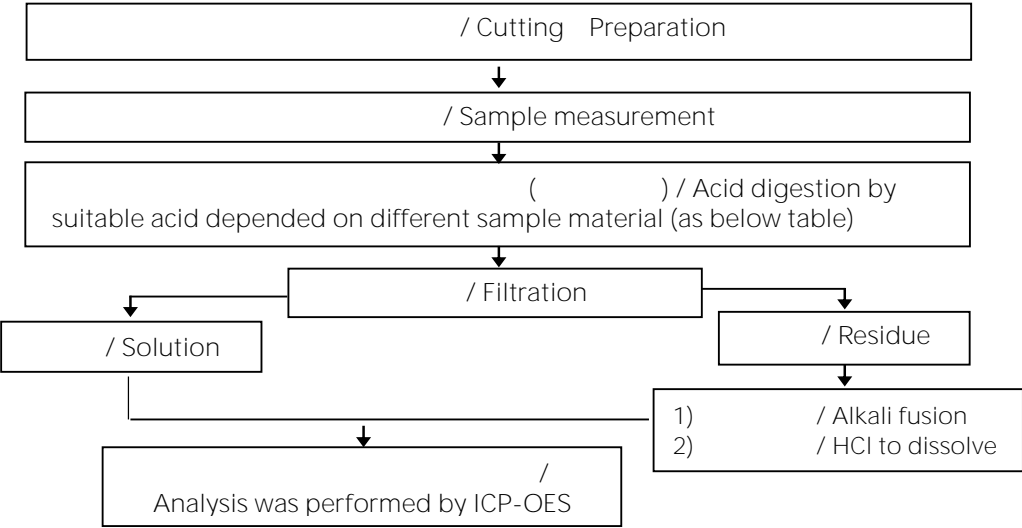 / Cutting Preparation
/ Sample measurement
( ) / Acid digestion by
suitable acid depended on different sample material (as below table)
/ Filtration
/ Solution
/ Residue
1) / Alkali fusion
2) / HCl to dissolve
/
Analysis was performed by ICP-OES